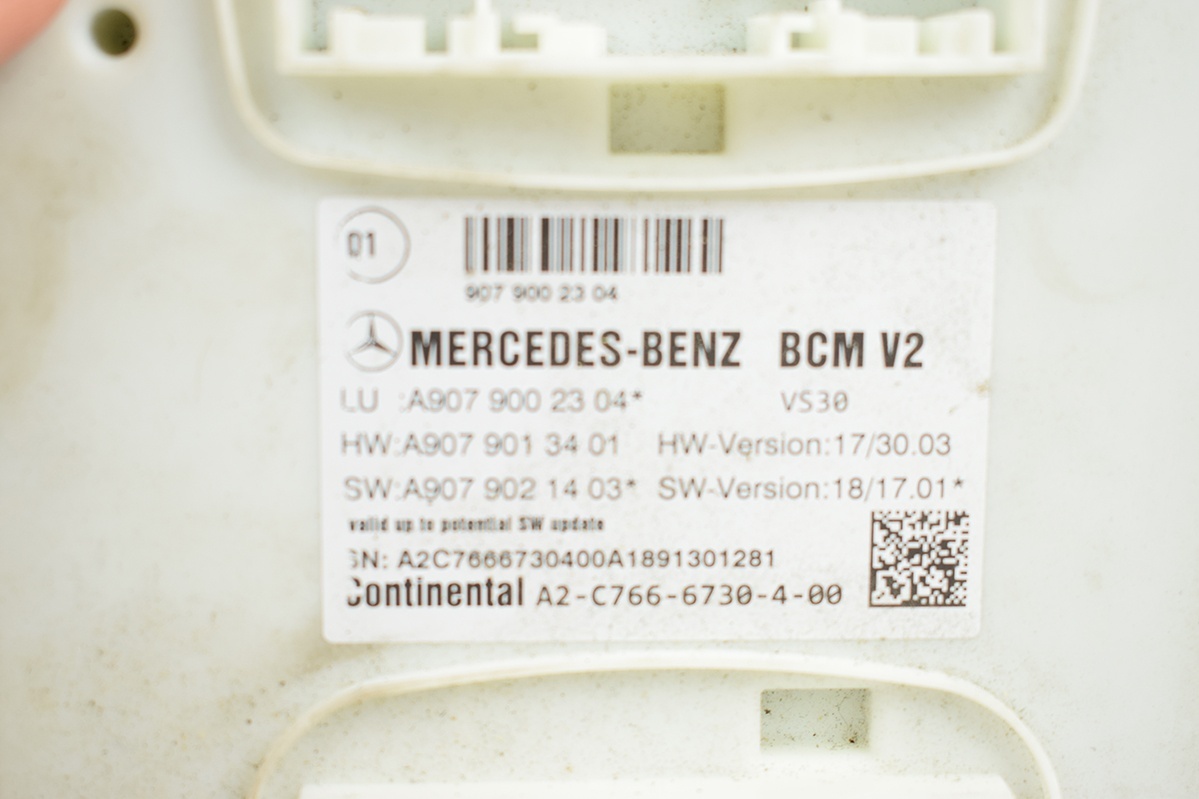 01
907 900 23 04
MERCEDES-BENZ BCM V2
LU :A907 900 23 04* VS30
HW:A907 901 34 01 HW-Version:17/30.03
SW:A907 902 14 03* SW-Version:18/17.01*
valid up to potential SW update
SN: A2C7666730400A1891301281
Continental A2-C766-6730-4-00